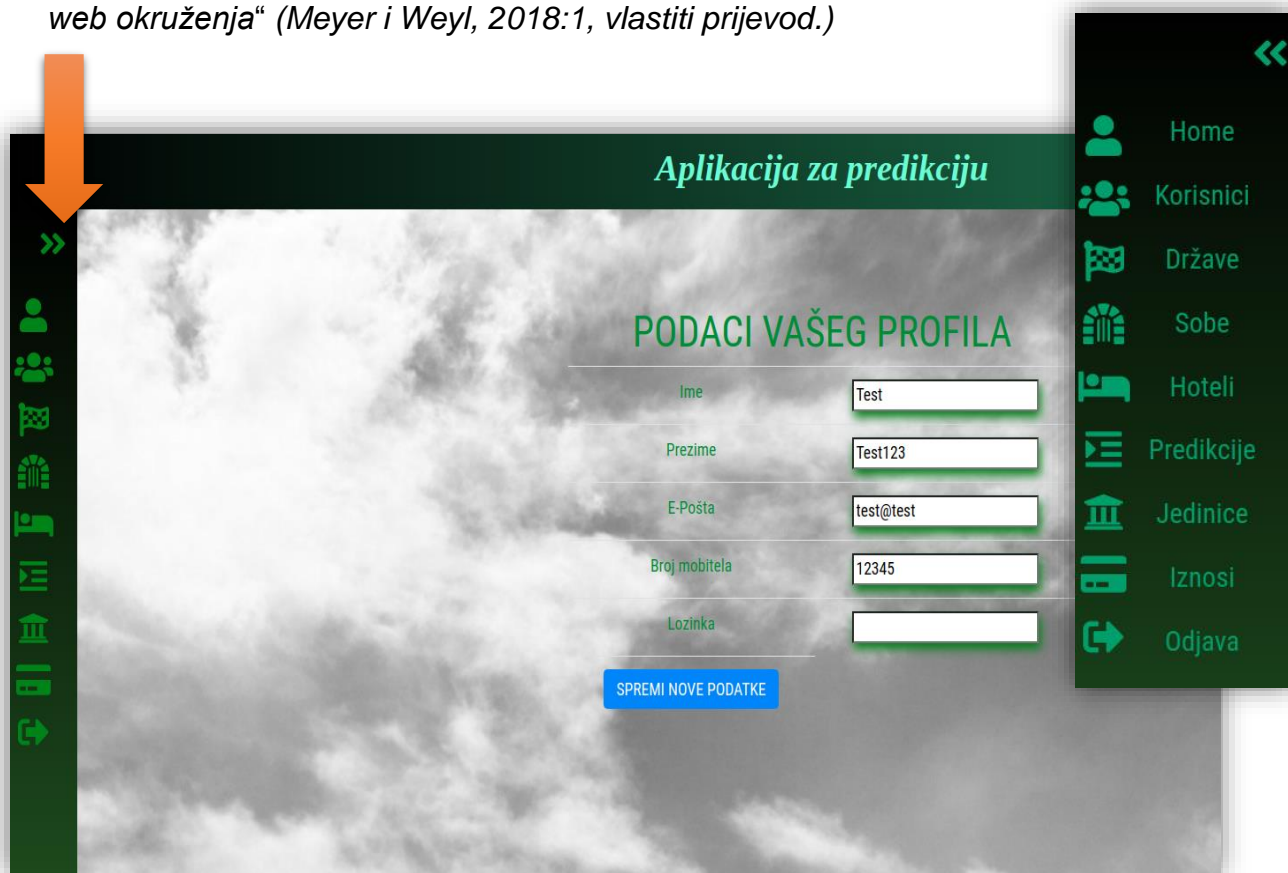 web okruženja“ (Meyer i Weyl, 2018:1, vlastiti prijevod.)
Aplikacija za predikciju
PODACI VAŠEG PROFILA
Ime Test
Prezime Test123
E-Pošta test@test
Broj mobitela 12345
Lozinka
SPREMI NOVE PODATKE
Home
Korisnici
Države
Sobe
Hoteli
Predikcije
Jedinice
Iznosi
Odjava